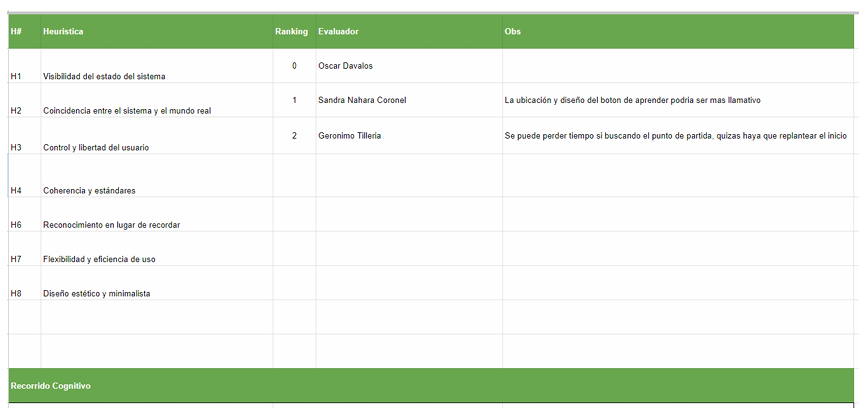 H# Heuristica Ranking Evaluador Obs
H1 Visibilidad del estado del sistema 0 Oscar Davalos
H2 Coincidencia entre el sistema y el mundo real 1 Sandra Nahara Coronel La ubicación y diseño del boton de aprender podria ser mas llamativo
H3 Control y libertad del usuario 2 Geronimo Tilleria Se puede perder tiempo si buscando el punto de partida, quizas haya que replantear el inicio
H4 Coherencia y estándares
H6 Reconocimiento en lugar de recordar
H7 Flexibilidad y eficiencia de uso
H8 Diseño estético y minimalista
Recorrido Cognitivo